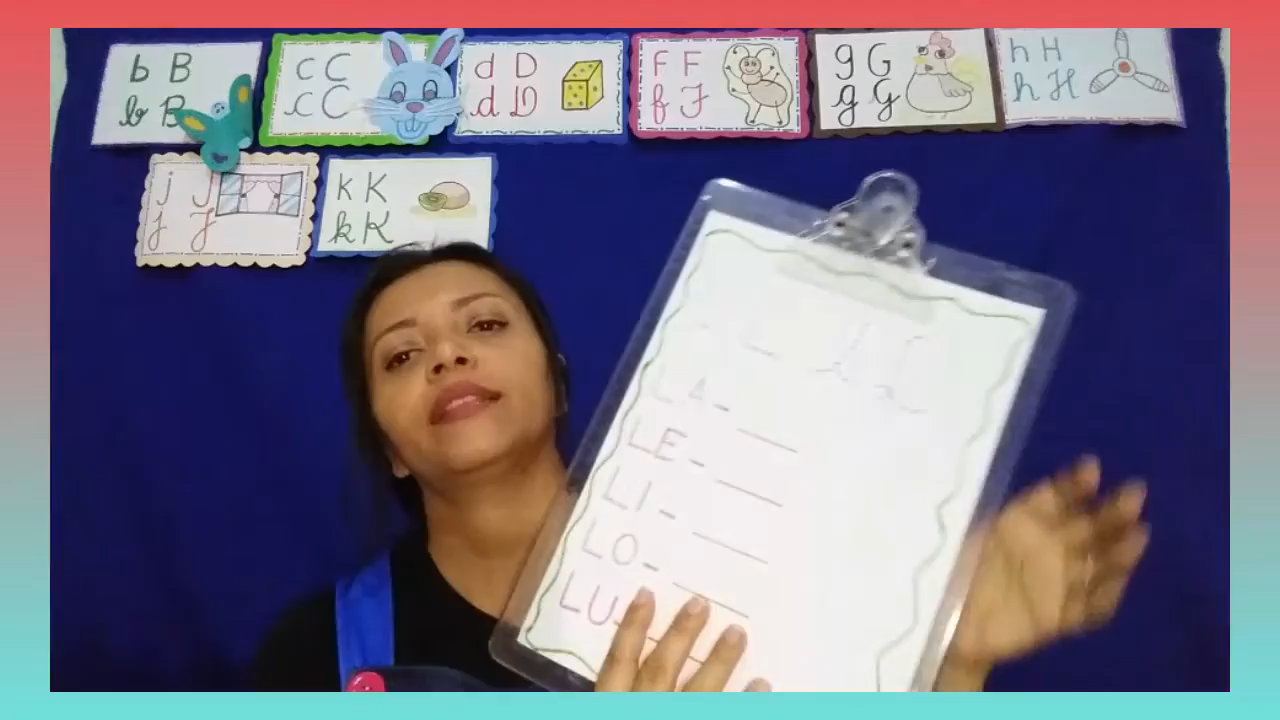 b B
b B
c C
c C
d D
d D
f F
f F
g G
g G
h H
h H
j J
j J
k K
k K
L
LA-
LE-
LI-
LO-
LU-